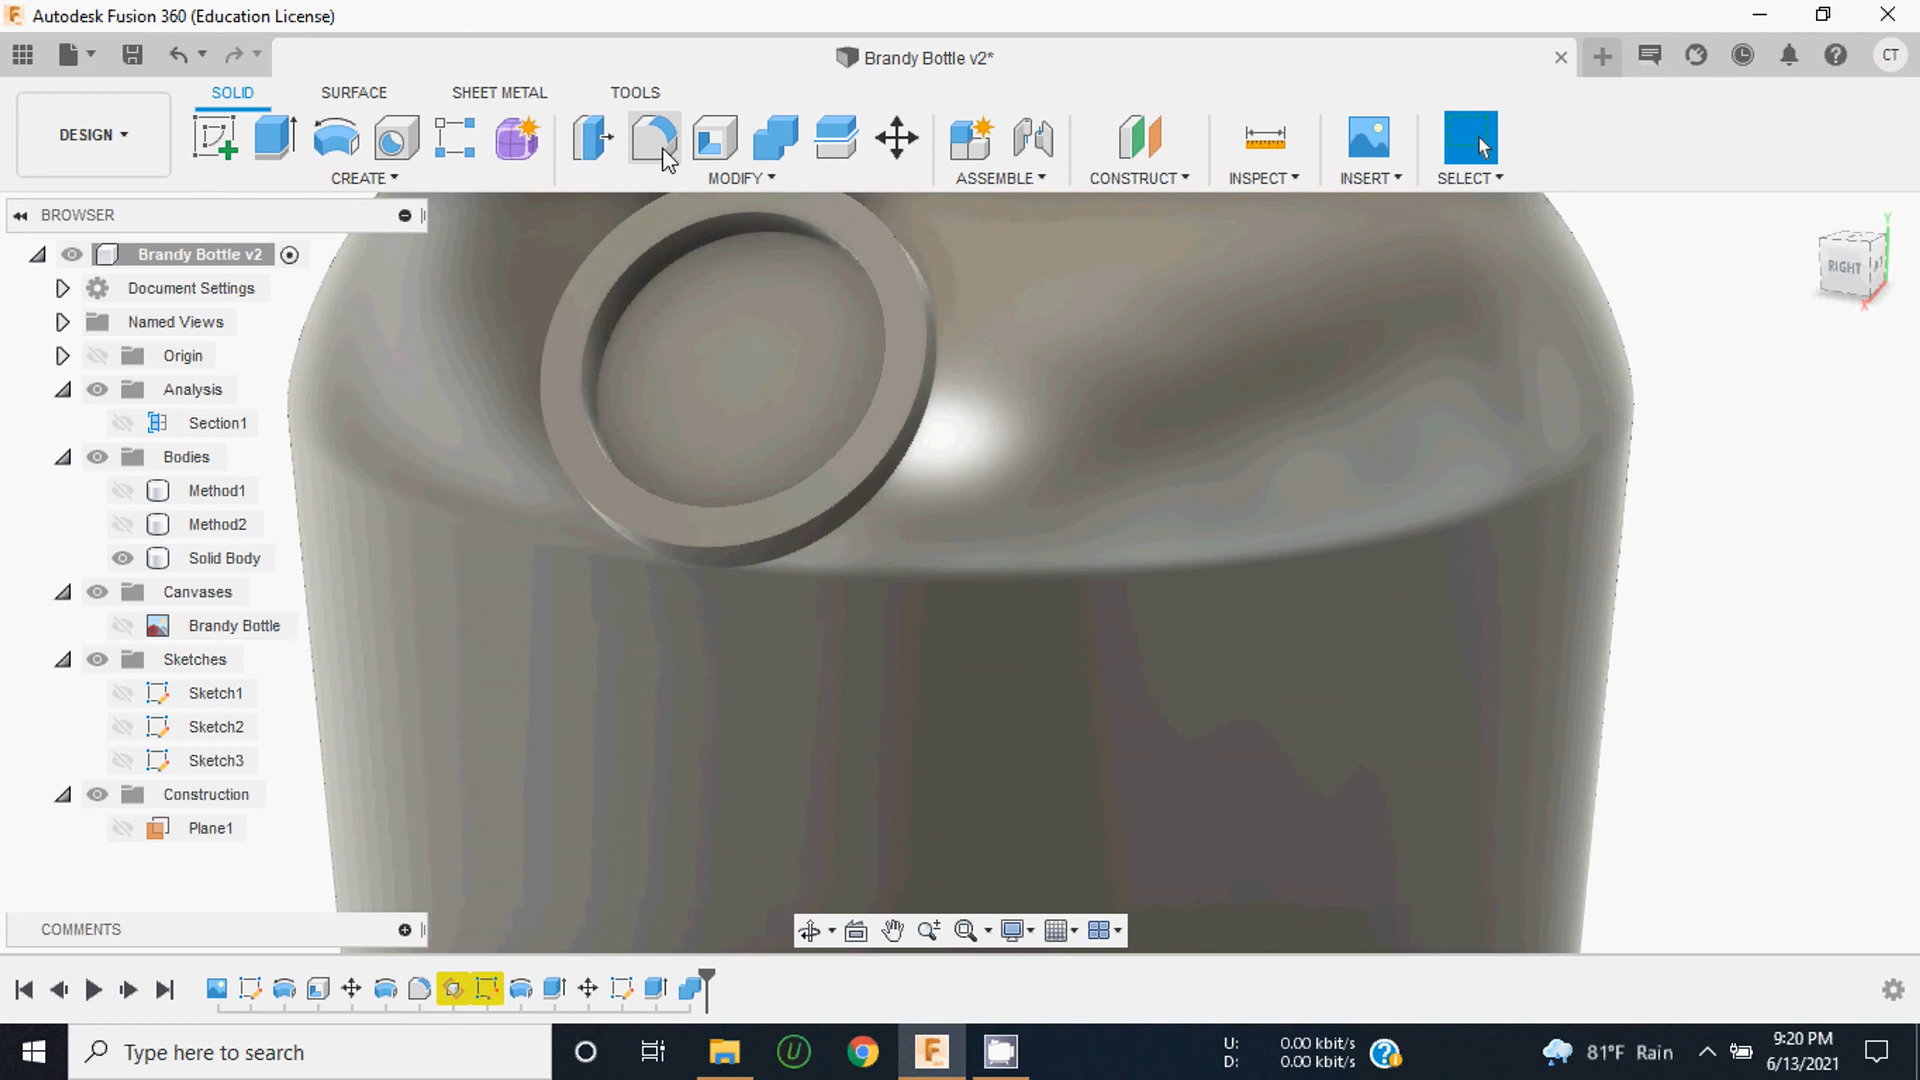 Autodesk Fusion 360 (Education License)
Brandy Bottle v2*
CT
SOLID
SURFACE
SHEET METAL
TOOLS
DESIGN
CREATE
MODIFY
ASSEMBLE
CONSTRUCT
INSPECT
INSERT
SELECT
BROWSER
Brandy Bottle v2
Document Settings
Named Views
Origin
Analysis
Section1
Bodies
Method1
Method2
Solid Body
Canvases
Brandy Bottle
Sketches
Sketch1
Sketch2
Sketch3
Construction
Plane1
RIGHT
Y
X
COMMENTS
Type here to search
U: 0.00 kbit/s
D: 0.00 kbit/s
81°F Rain
9:20 PM
6/13/2021